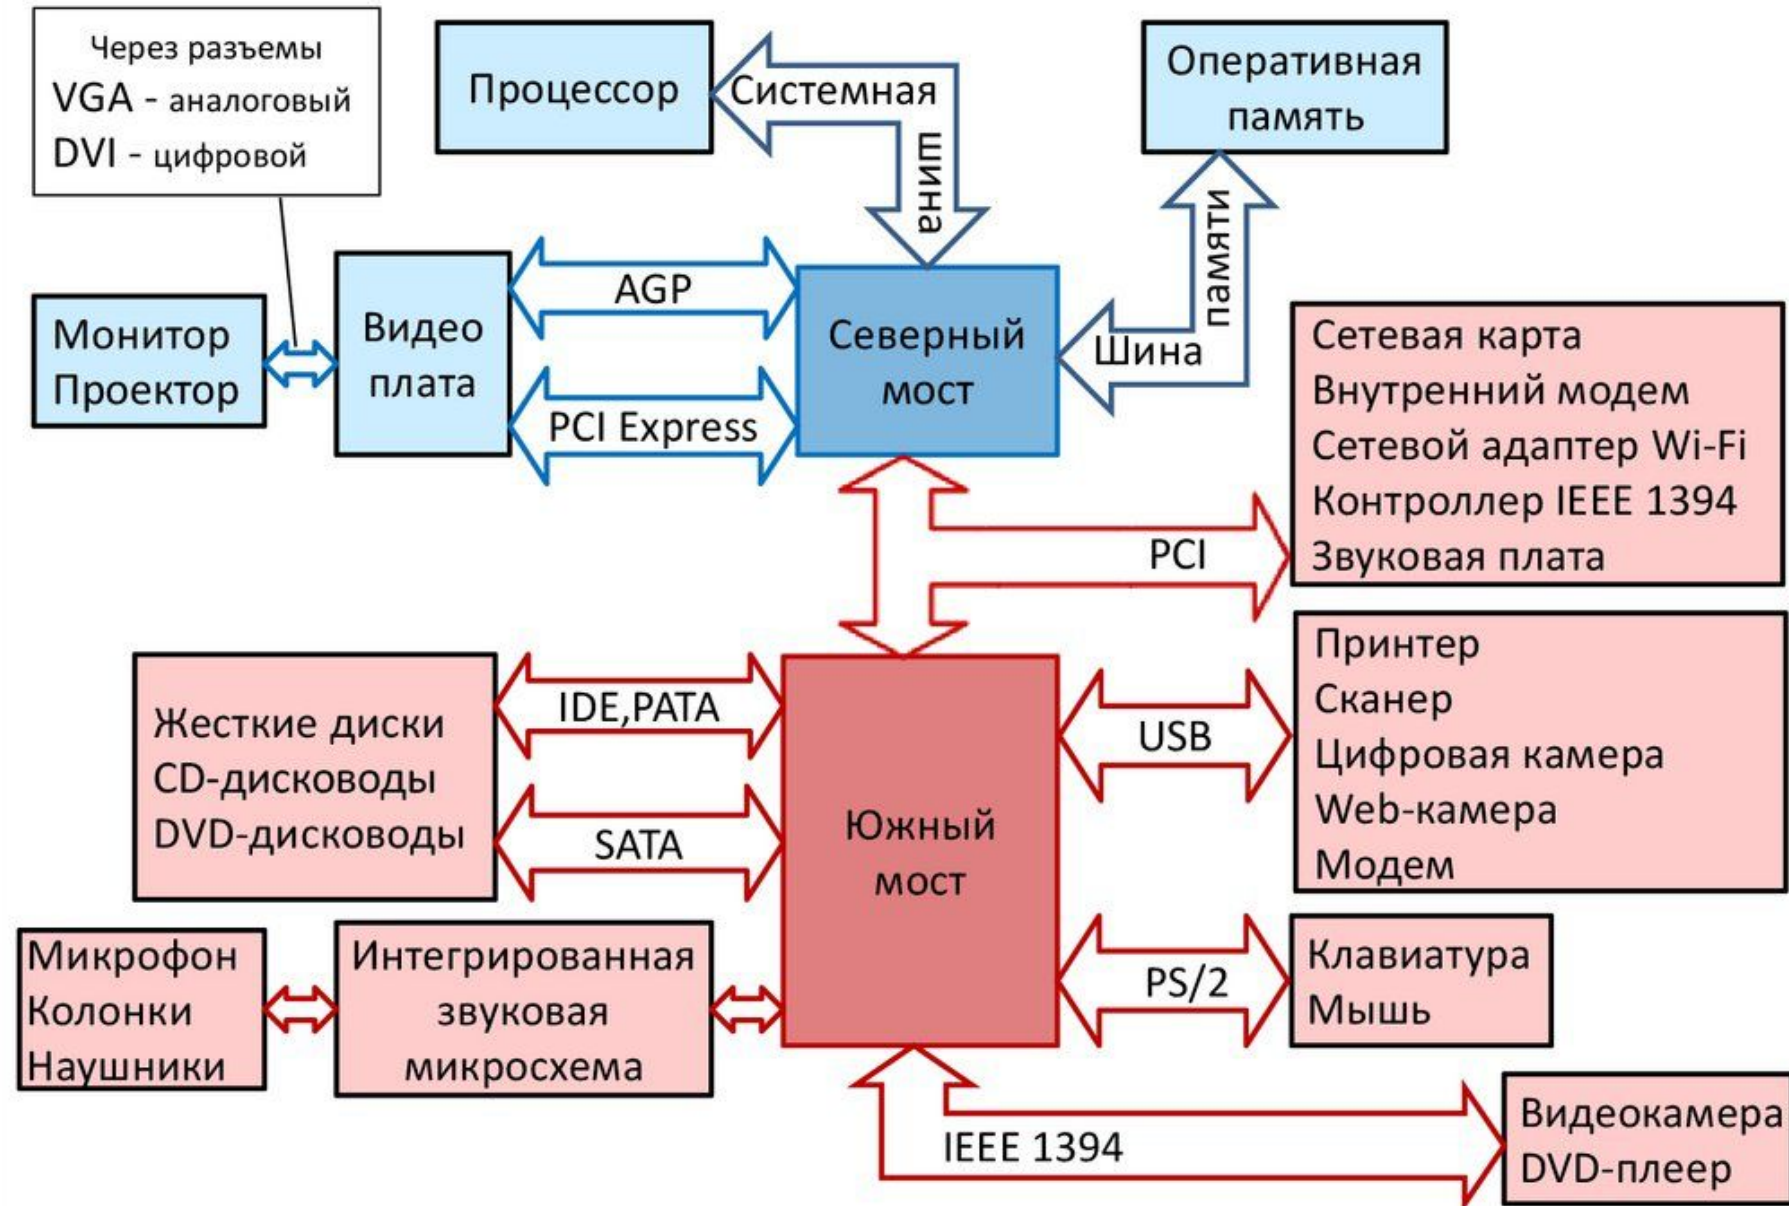 Через разъемы
VGA - аналоговый
DVI - цифровой
Процессор
Системная
шина
Оперативная
память
Шина
памяти
Монитор
Проектор
Видео
плата
AGP
PCI Express
Северный
мост
Сетевая карта
Внутренний модем
Сетевой адаптер Wi-Fi
Контроллер IEEE 1394
Звуковая плата
PCI
Жесткие диски
CD-дисководы
DVD-дисководы
IDE,PATA
SATA
Южный
мост
USB
Принтер
Сканер
Цифровая камера
Web-камера
Модем
Микрофон
Колонки
Наушники
Интегрированная
звуковая
микросхема
PS/2
Клавиатура
Мышь
IEEE 1394
Видеокамера
DVD-плеер